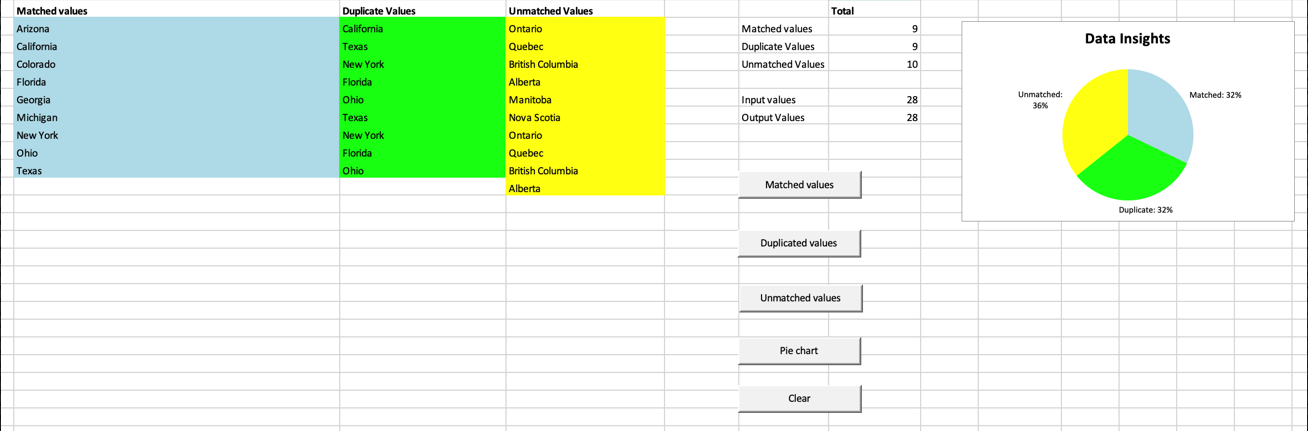 Matched values Duplicate Values Unmatched Values Total
Arizona California Ontario Matched values 9
California Texas Quebec Duplicate Values 9
Colorado New York British Columbia Unmatched Values 10
Florida Florida Alberta
Georgia Ohio Manitoba Input values 28
Michigan Texas Nova Scotia Output Values 28
New York New York Ontario
Ohio Florida Quebec
Texas Ohio British Columbia
Alberta
Data Insights
Unmatched:
36%
Matched: 32%
Duplicate: 32%
Matched values
Duplicated values
Unmatched values
Pie chart
Clear